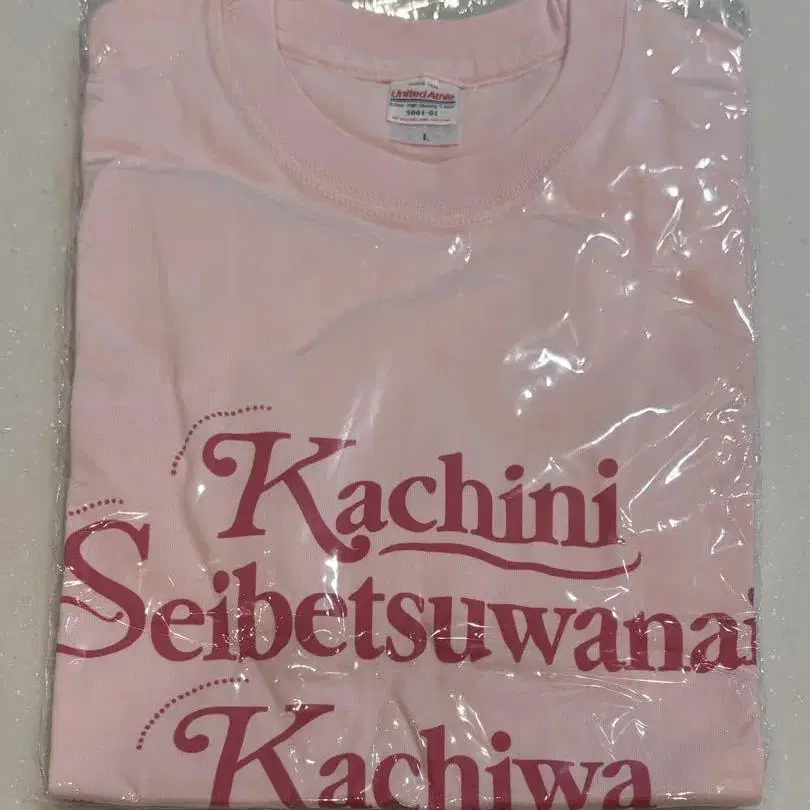 United Athle
5001-01
L
Kachini
Seibetsuwanai
Kachiwa